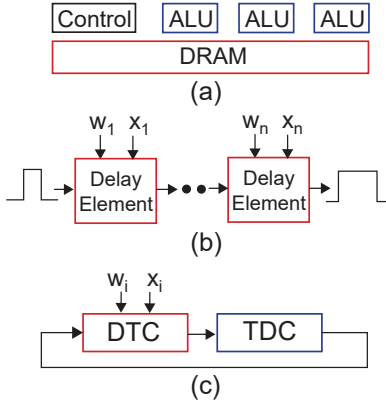 Control ALU ALU ALU
DRAM
(a)
w1 x1 wn xn
Delay Element Delay Element
(b)
wi xi
DTC TDC
(c)